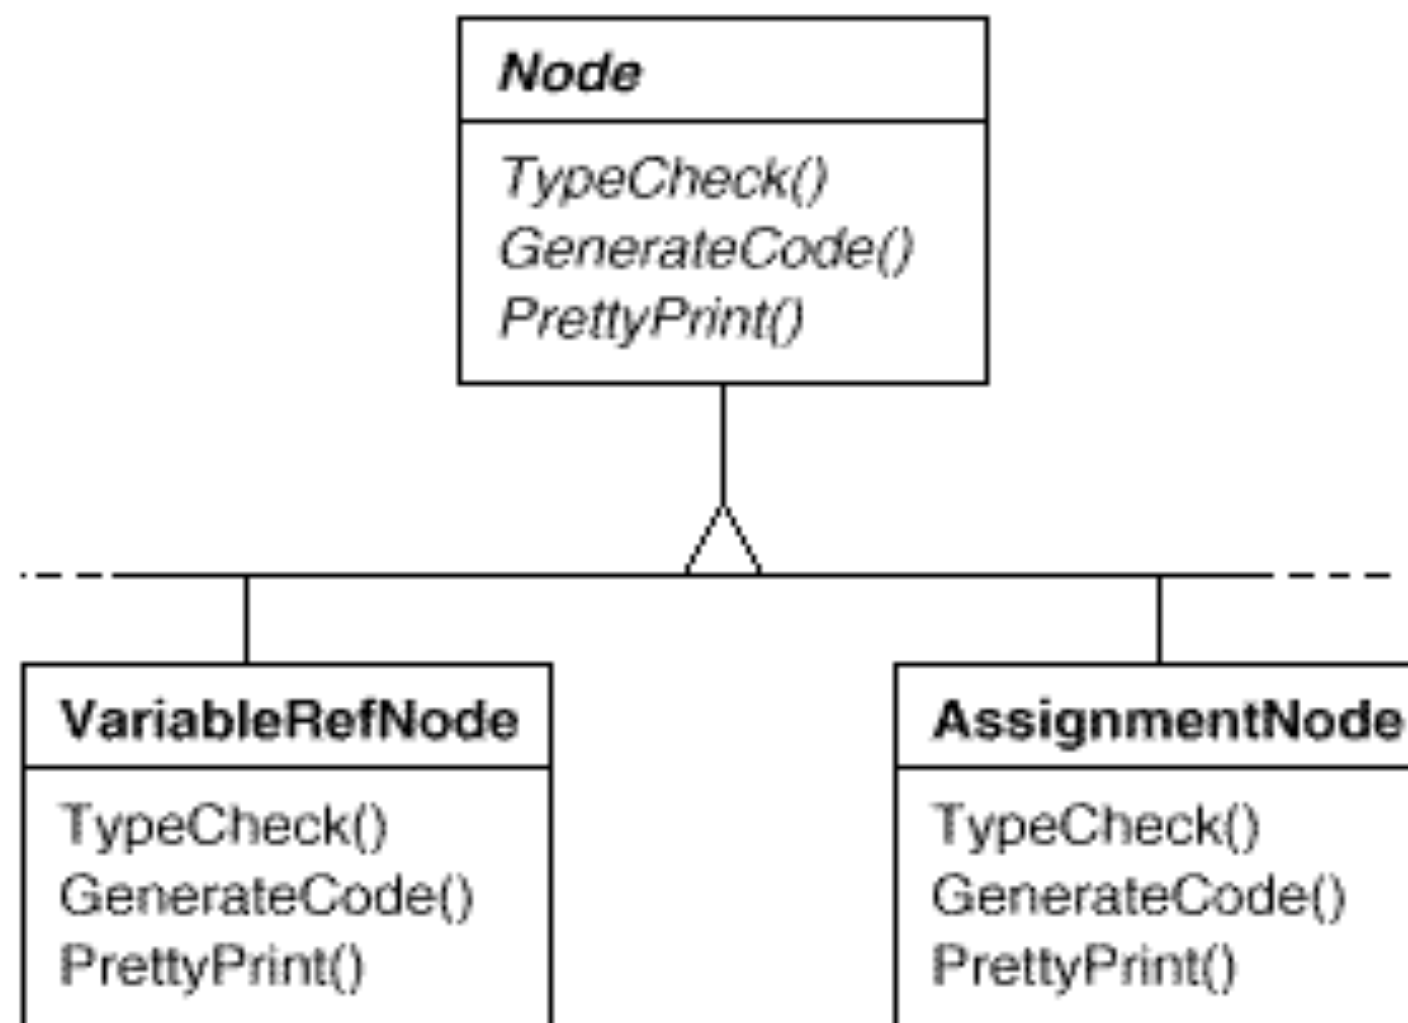 Node
TypeCheck()
GenerateCode()
PrettyPrint()
VariableRefNode
TypeCheck()
GenerateCode()
PrettyPrint()
AssignmentNode
TypeCheck()
GenerateCode()
PrettyPrint()